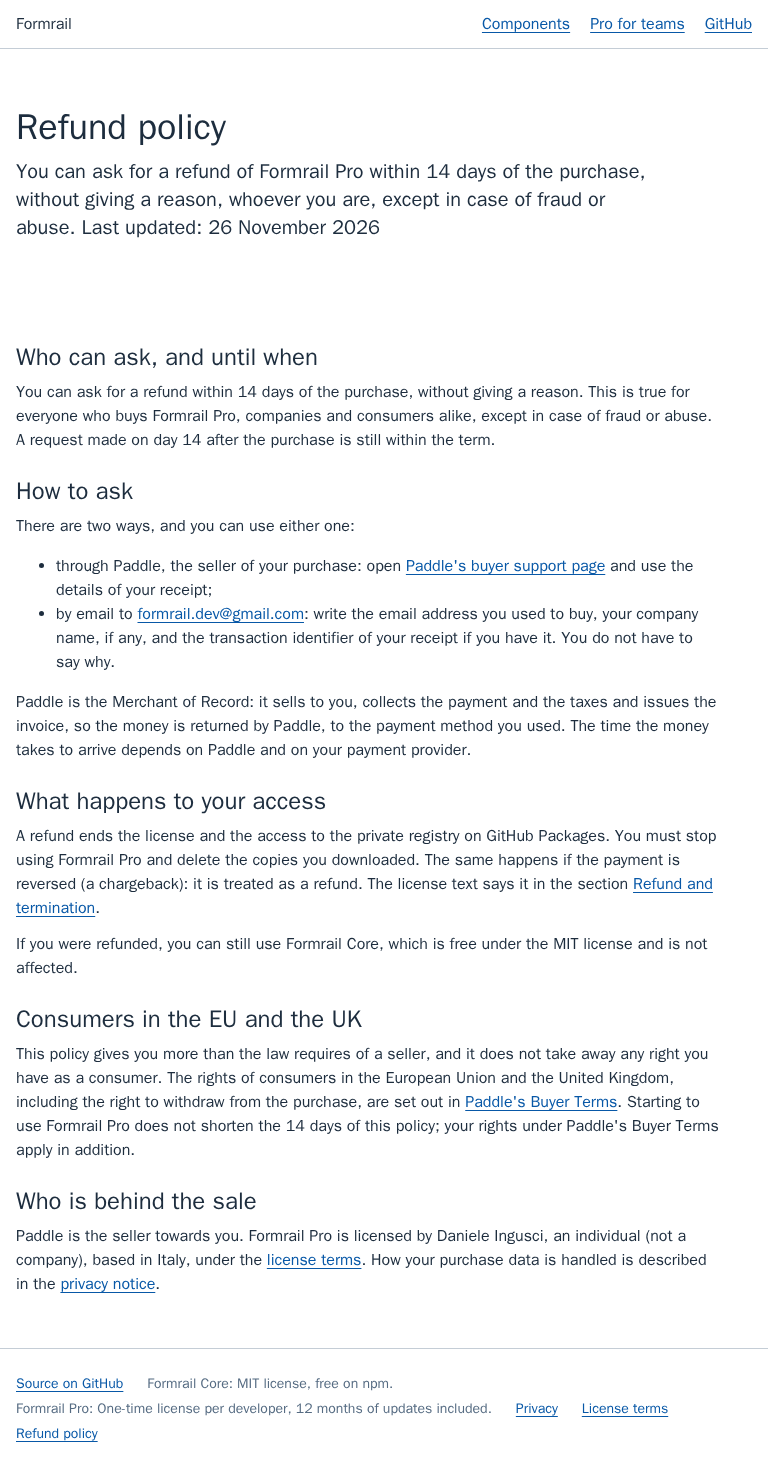 Formrail
Components
Pro for teams
GitHub
Refund policy
You can ask for a refund of Formrail Pro within 14 days of the purchase,
without giving a reason, whoever you are, except in case of fraud or
abuse. Last updated: 26 November 2026
Who can ask, and until when
You can ask for a refund within 14 days of the purchase, without giving a reason. This is true for
everyone who buys Formrail Pro, companies and consumers alike, except in case of fraud or abuse.
A request made on day 14 after the purchase is still within the term.
How to ask
There are two ways, and you can use either one:
through Paddle, the seller of your purchase: open Paddle's buyer support page and use the
details of your receipt;
by email to formrail.dev@gmail.com: write the email address you used to buy, your company
name, if any, and the transaction identifier of your receipt if you have it. You do not have to
say why.
Paddle is the Merchant of Record: it sells to you, collects the payment and the taxes and issues the
invoice, so the money is returned by Paddle, to the payment method you used. The time the money
takes to arrive depends on Paddle and on your payment provider.
What happens to your access
A refund ends the license and the access to the private registry on GitHub Packages. You must stop
using Formrail Pro and delete the copies you downloaded. The same happens if the payment is
reversed (a chargeback): it is treated as a refund. The license text says it in the section Refund and
termination.
If you were refunded, you can still use Formrail Core, which is free under the MIT license and is not
affected.
Consumers in the EU and the UK
This policy gives you more than the law requires of a seller, and it does not take away any right you
have as a consumer. The rights of consumers in the European Union and the United Kingdom,
including the right to withdraw from the purchase, are set out in Paddle's Buyer Terms. Starting to
use Formrail Pro does not shorten the 14 days of this policy; your rights under Paddle's Buyer Terms
apply in addition.
Who is behind the sale
Paddle is the seller towards you. Formrail Pro is licensed by Daniele Ingusci, an individual (not a
company), based in Italy, under the license terms. How your purchase data is handled is described
in the privacy notice.
Source on GitHub Formrail Core: MIT license, free on npm.
Formrail Pro: One-time license per developer, 12 months of updates included. Privacy License terms
Refund policy